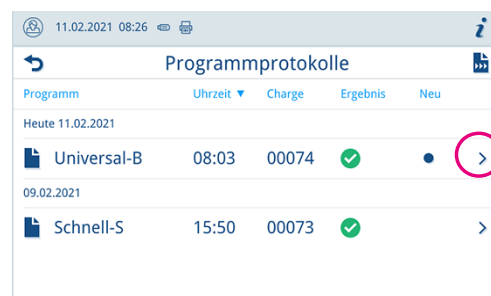 11.02.2021 08:26 i
Programmprotokolle
Programm Uhrzeit ▼ Charge Ergebnis Neu
Heute 11.02.2021
Universal-B 08:03 00074
09.02.2021
Schnell-S 15:50 00073